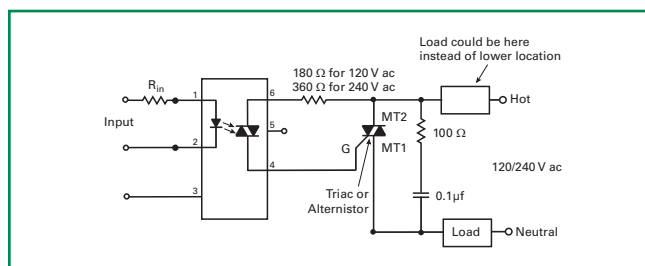 Load could be here
instead of lower location
180 Ω for 120 V ac
360 Ω for 240 V ac
Rin
Hot
1
6
MT2
Input
5
100 Ω
G
MT1
2
4
120/240 V ac
3
Triac or
Alternistor
0.1µf
Load
Neutral